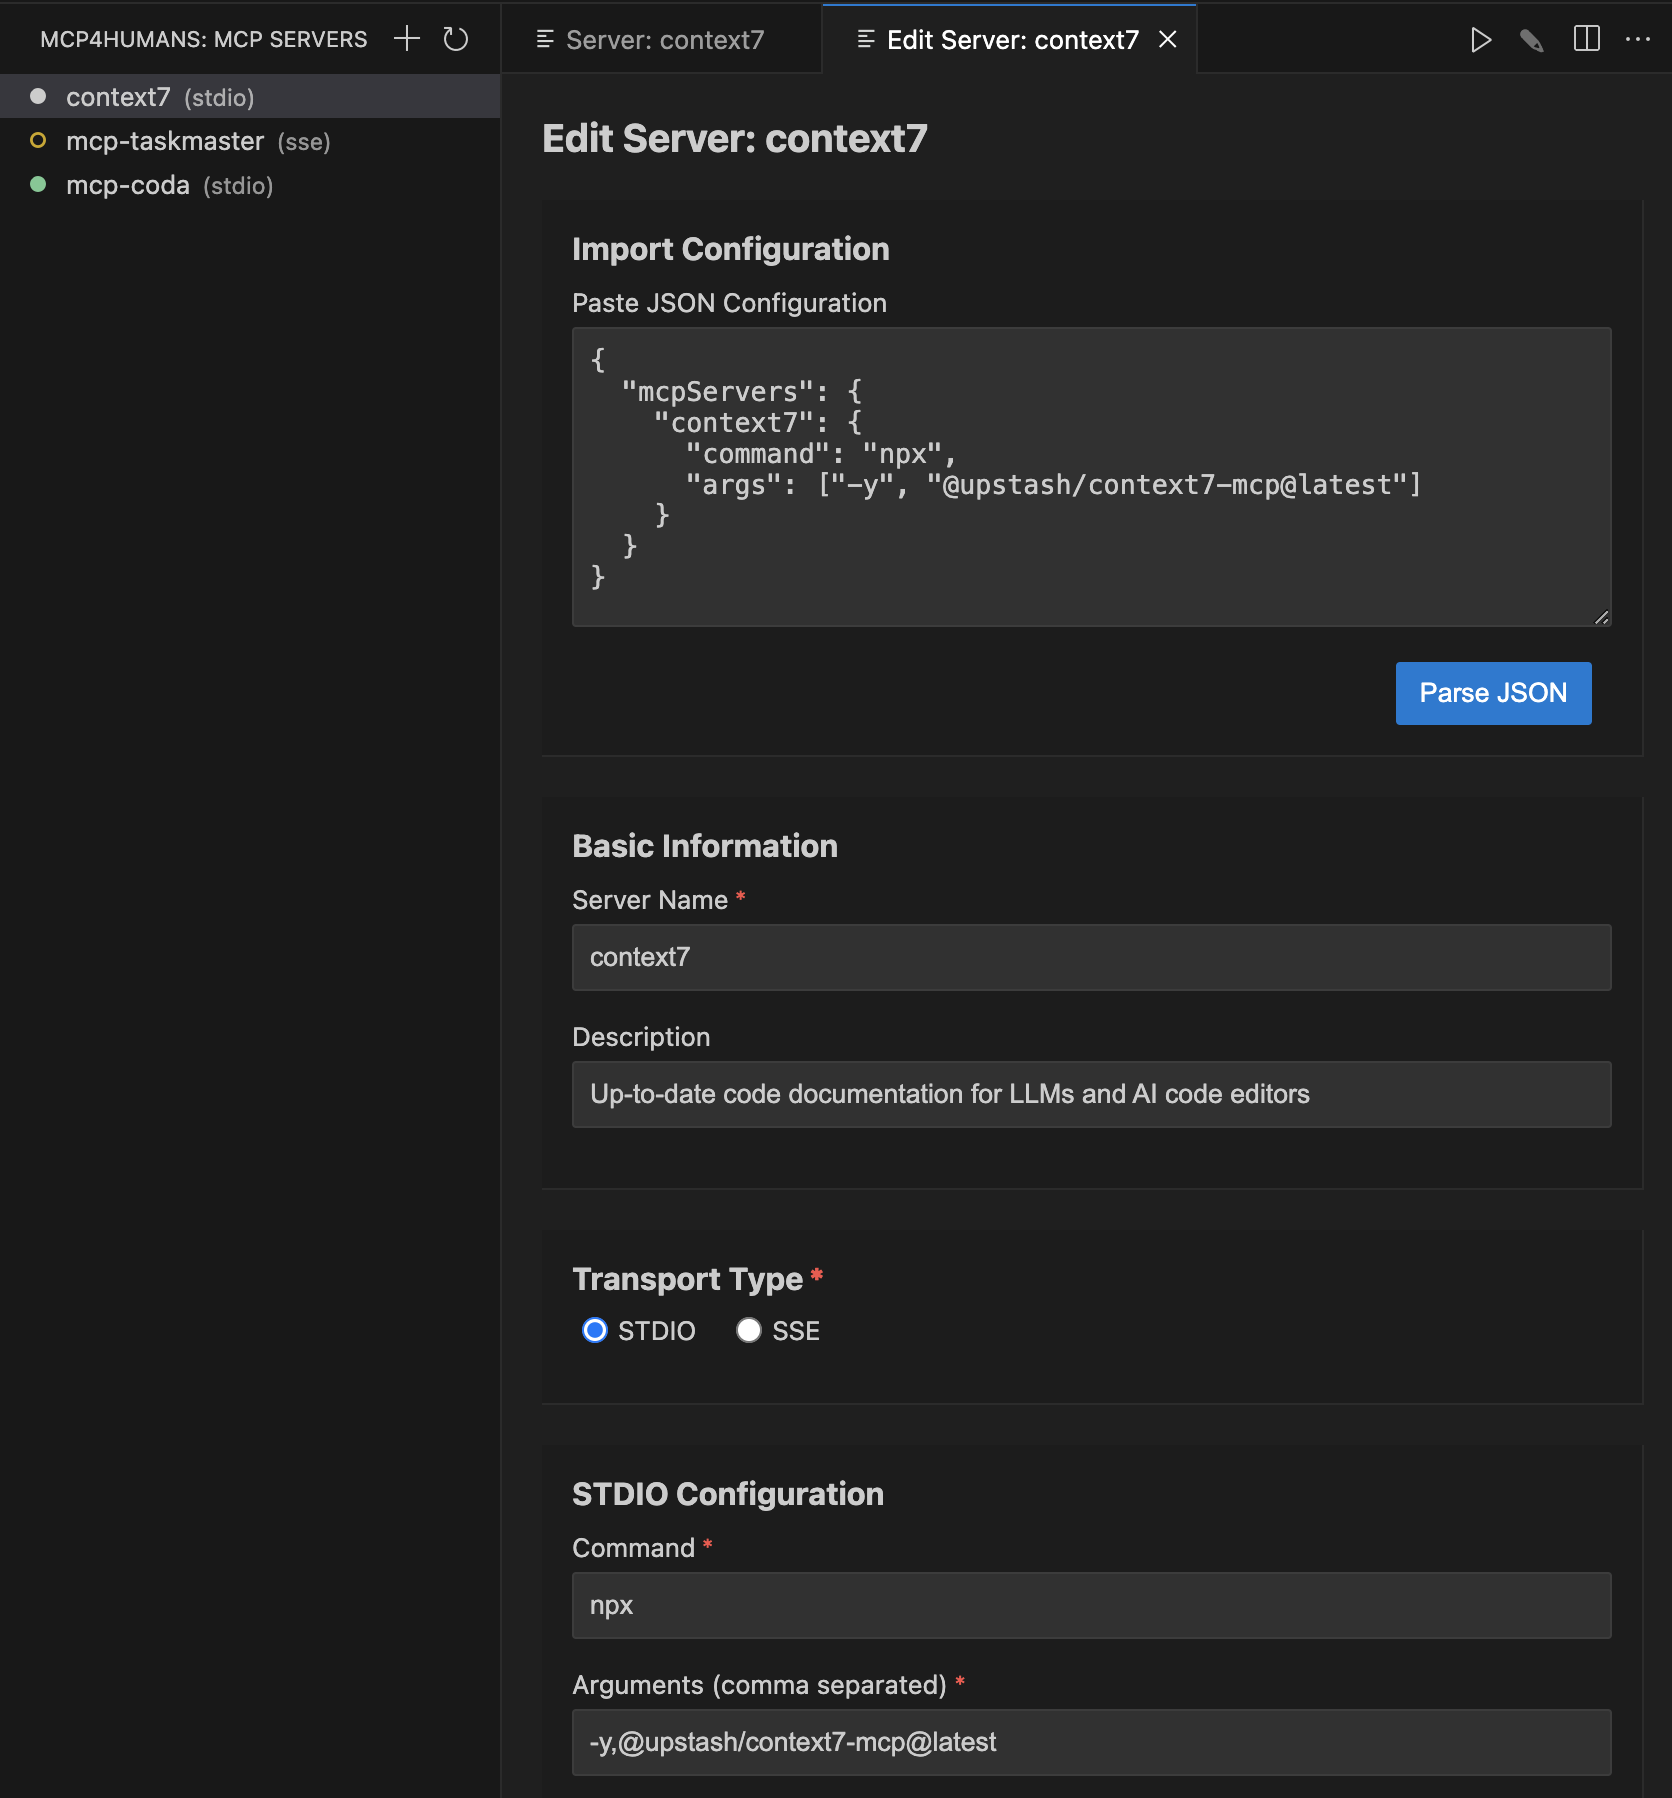 MCP4HUMANS: MCP SERVERS
context7 (stdio)
mcp-taskmaster (sse)
mcp-coda (stdio)
Server: context7
Edit Server: context7
Edit Server: context7
Import Configuration
Paste JSON Configuration
{
  "mcpServers": {
    "context7": {
      "command": "npx",
      "args": ["-y", "@upstash/context7-mcp@latest"]
    }
  }
}
Parse JSON
Basic Information
Server Name *
context7
Description
Up-to-date code documentation for LLMs and AI code editors
Transport Type *
STDIO SSE
STDIO Configuration
Command *
npx
Arguments (comma separated) *
-y,@upstash/context7-mcp@latest